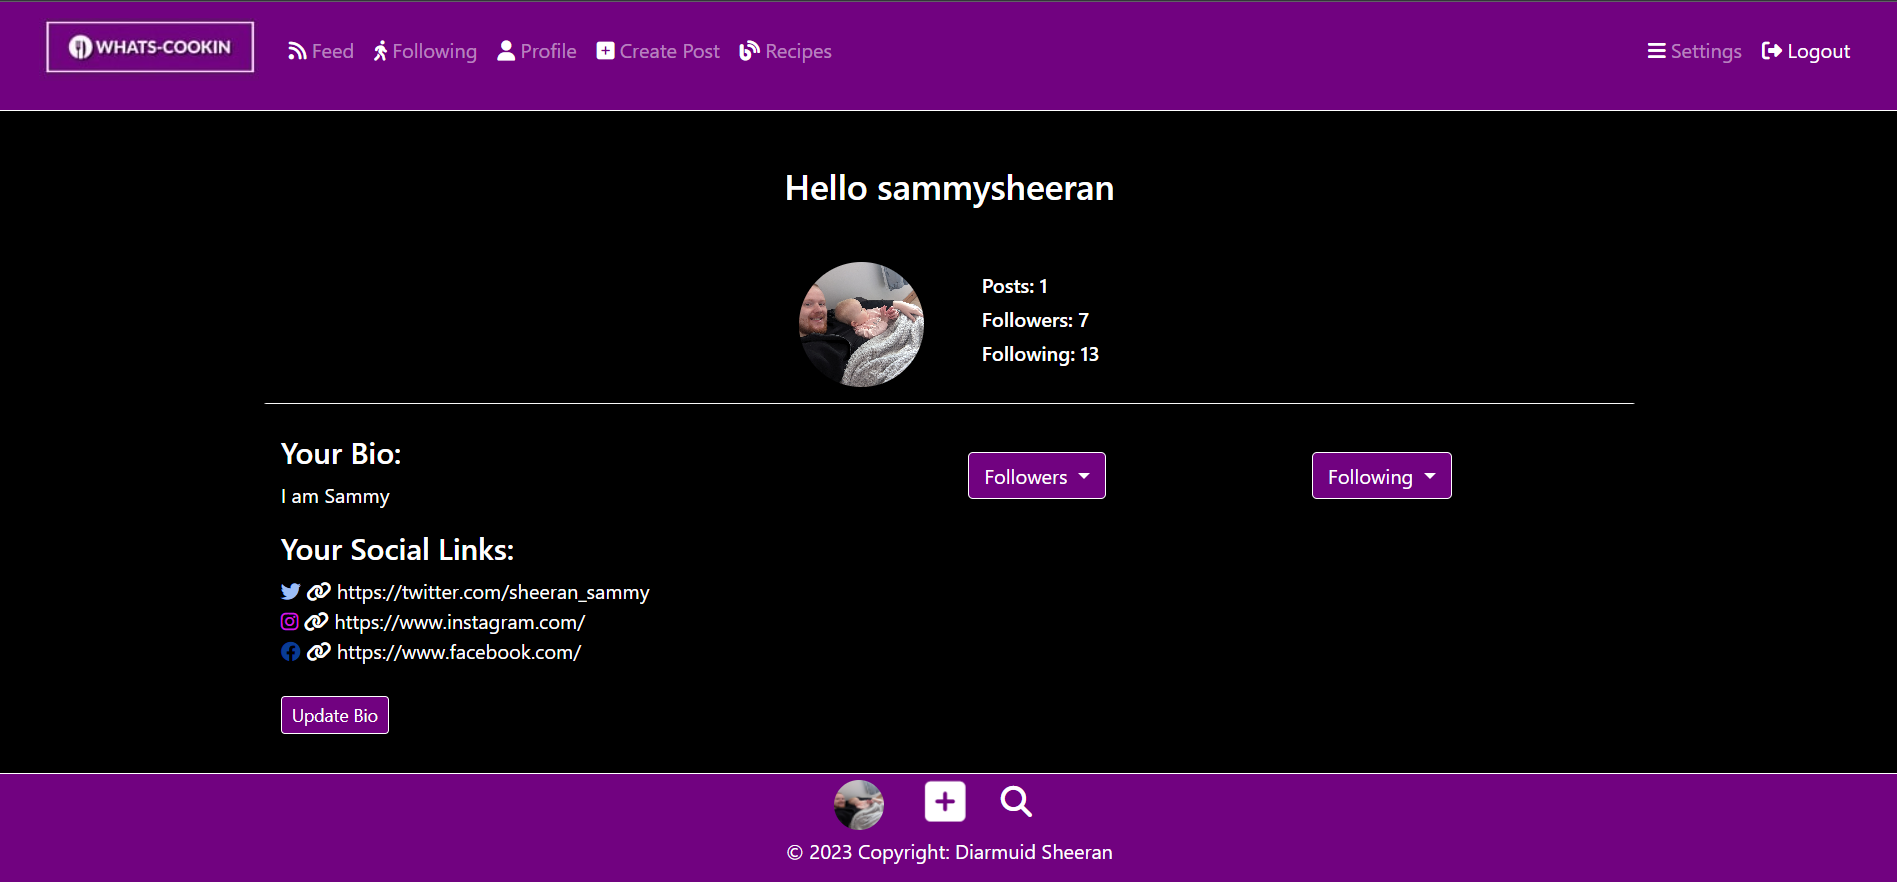 WHATS-COOKIN Feed Following Profile Create Post Recipes Settings Logout
Hello sammysheeran
Posts: 1
Followers: 7
Following: 13
Your Bio:
I am Sammy
Followers
Following
Your Social Links:
https://twitter.com/sheeran_sammy
https://www.instagram.com/
https://www.facebook.com/
Update Bio
© 2023 Copyright: Diarmuid Sheeran